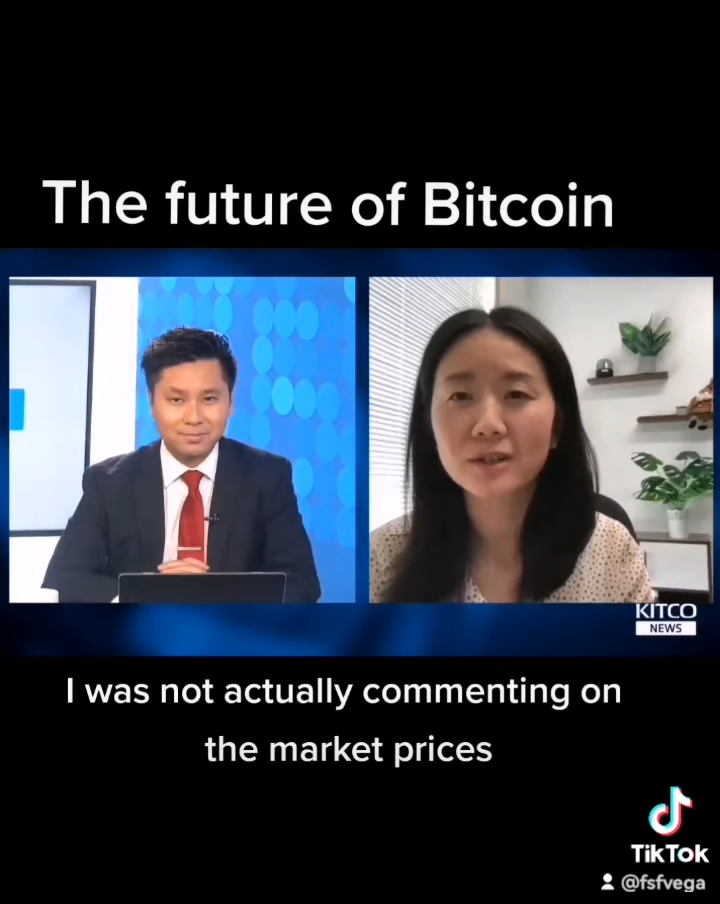 The future of Bitcoin
KITCO
NEWS
I was not actually commenting on
the market prices
TikTok
@fsfvega